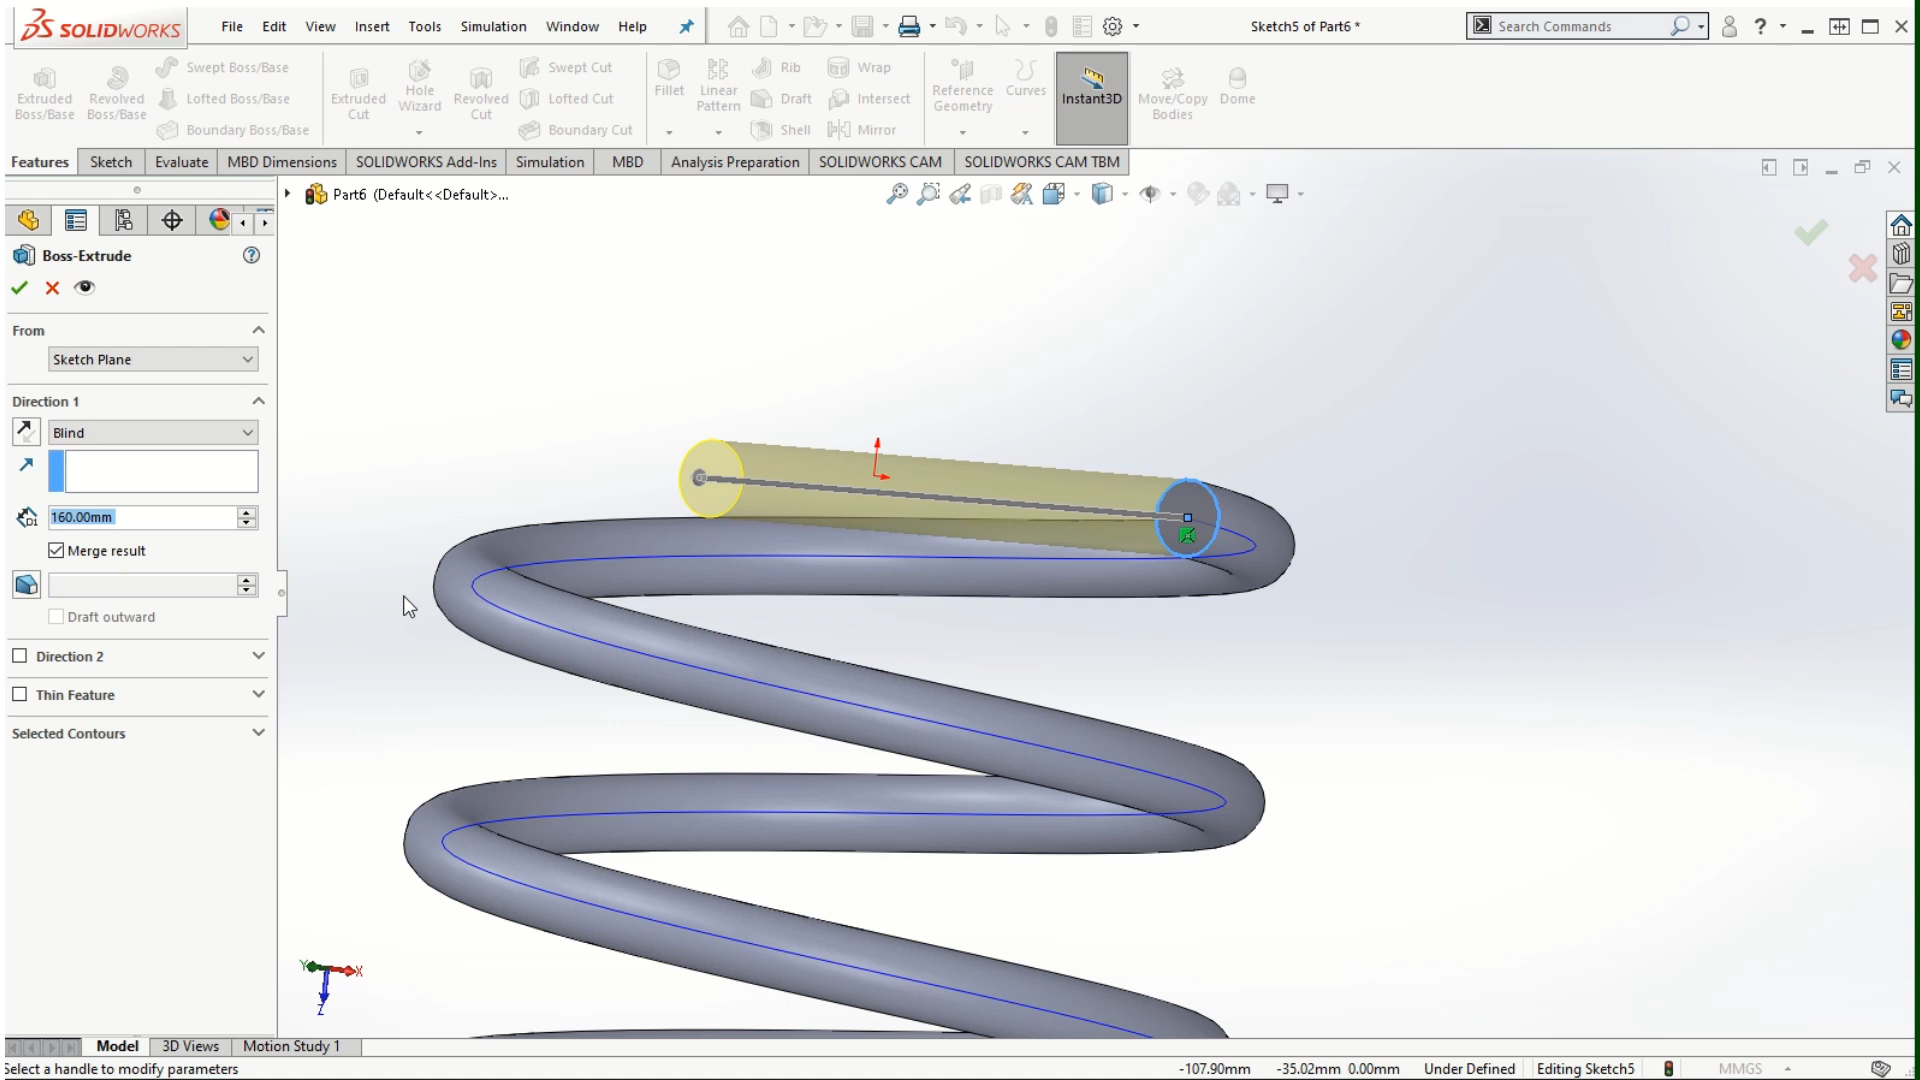 SOLIDWORKS
File Edit View Insert Tools Simulation Window Help
Sketch5 of Part6 *
Search Commands
Extruded Boss/Base
Revolved Boss/Base
Swept Boss/Base
Lofted Boss/Base
Boundary Boss/Base
Extruded Cut
Hole Wizard
Revolved Cut
Swept Cut
Lofted Cut
Boundary Cut
Fillet
Linear Pattern
Rib
Draft
Shell
Wrap
Intersect
Mirror
Reference Geometry
Curves
Instant3D
Move/Copy Bodies
Dome
Features Sketch Evaluate MBD Dimensions SOLIDWORKS Add-Ins Simulation MBD Analysis Preparation SOLIDWORKS CAM SOLIDWORKS CAM TBM
Part6 (Default<<Default>...
Boss-Extrude
From
Sketch Plane
Direction 1
Blind
160.00mm
Merge result
Draft outward
Direction 2
Thin Feature
Selected Contours
Y X
Z
Model 3D Views Motion Study 1
Select a handle to modify parameters
-107.90mm -35.02mm 0.00mm Under Defined Editing Sketch5 MMGS